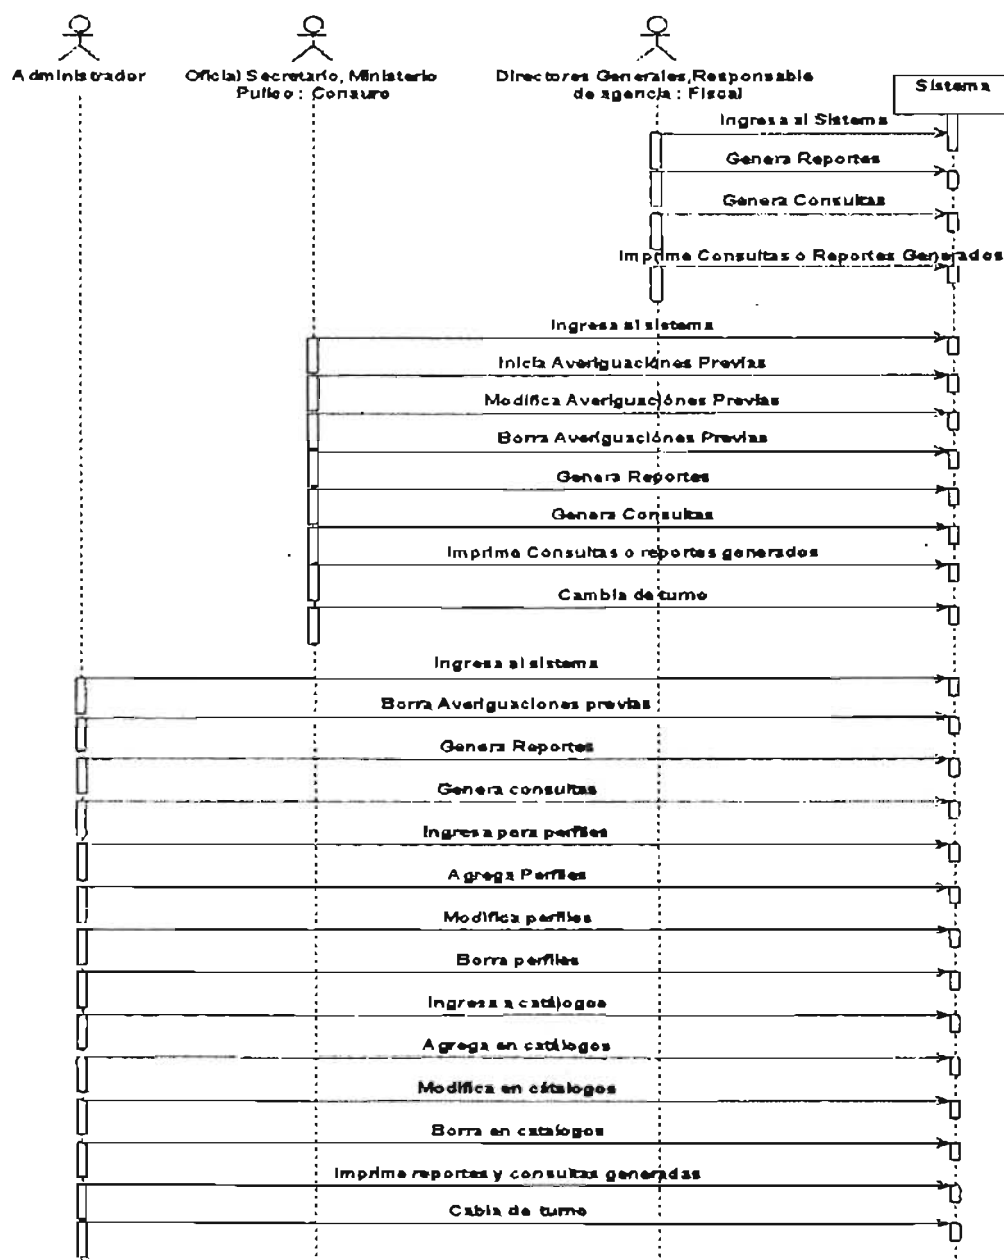 Administrador
Oficial Secretario, Ministerio
Pulico : Conauro
Directores Generales,Responsable
de agencia : Fiscal
Sistema
Ingresa al Sistema
Genera Reportes
Genera Consultas
Imprime Consultas o Reportes Generados
Ingresa al sistema
Inicia Averiguaciónes Previas
Modifica Averiguaciónes Previas
Borra Averiguaciónes Previas
Genera Reportes
Genera Consultas
Imprime Consultas o reportes generados
Cambia de turno
Ingresa al sistema
Borra Averiguaciones previas
Genera Reportes
Genera consultas
Ingresa para perfiles
Agrega Perfiles
Modifica perfiles
Borra perfiles
Ingresa a catálogos
Agrega en catálogos
Modifica en cátalogos
Borra en catalogos
Imprime reportes y consultas generadas
Cabia de turno